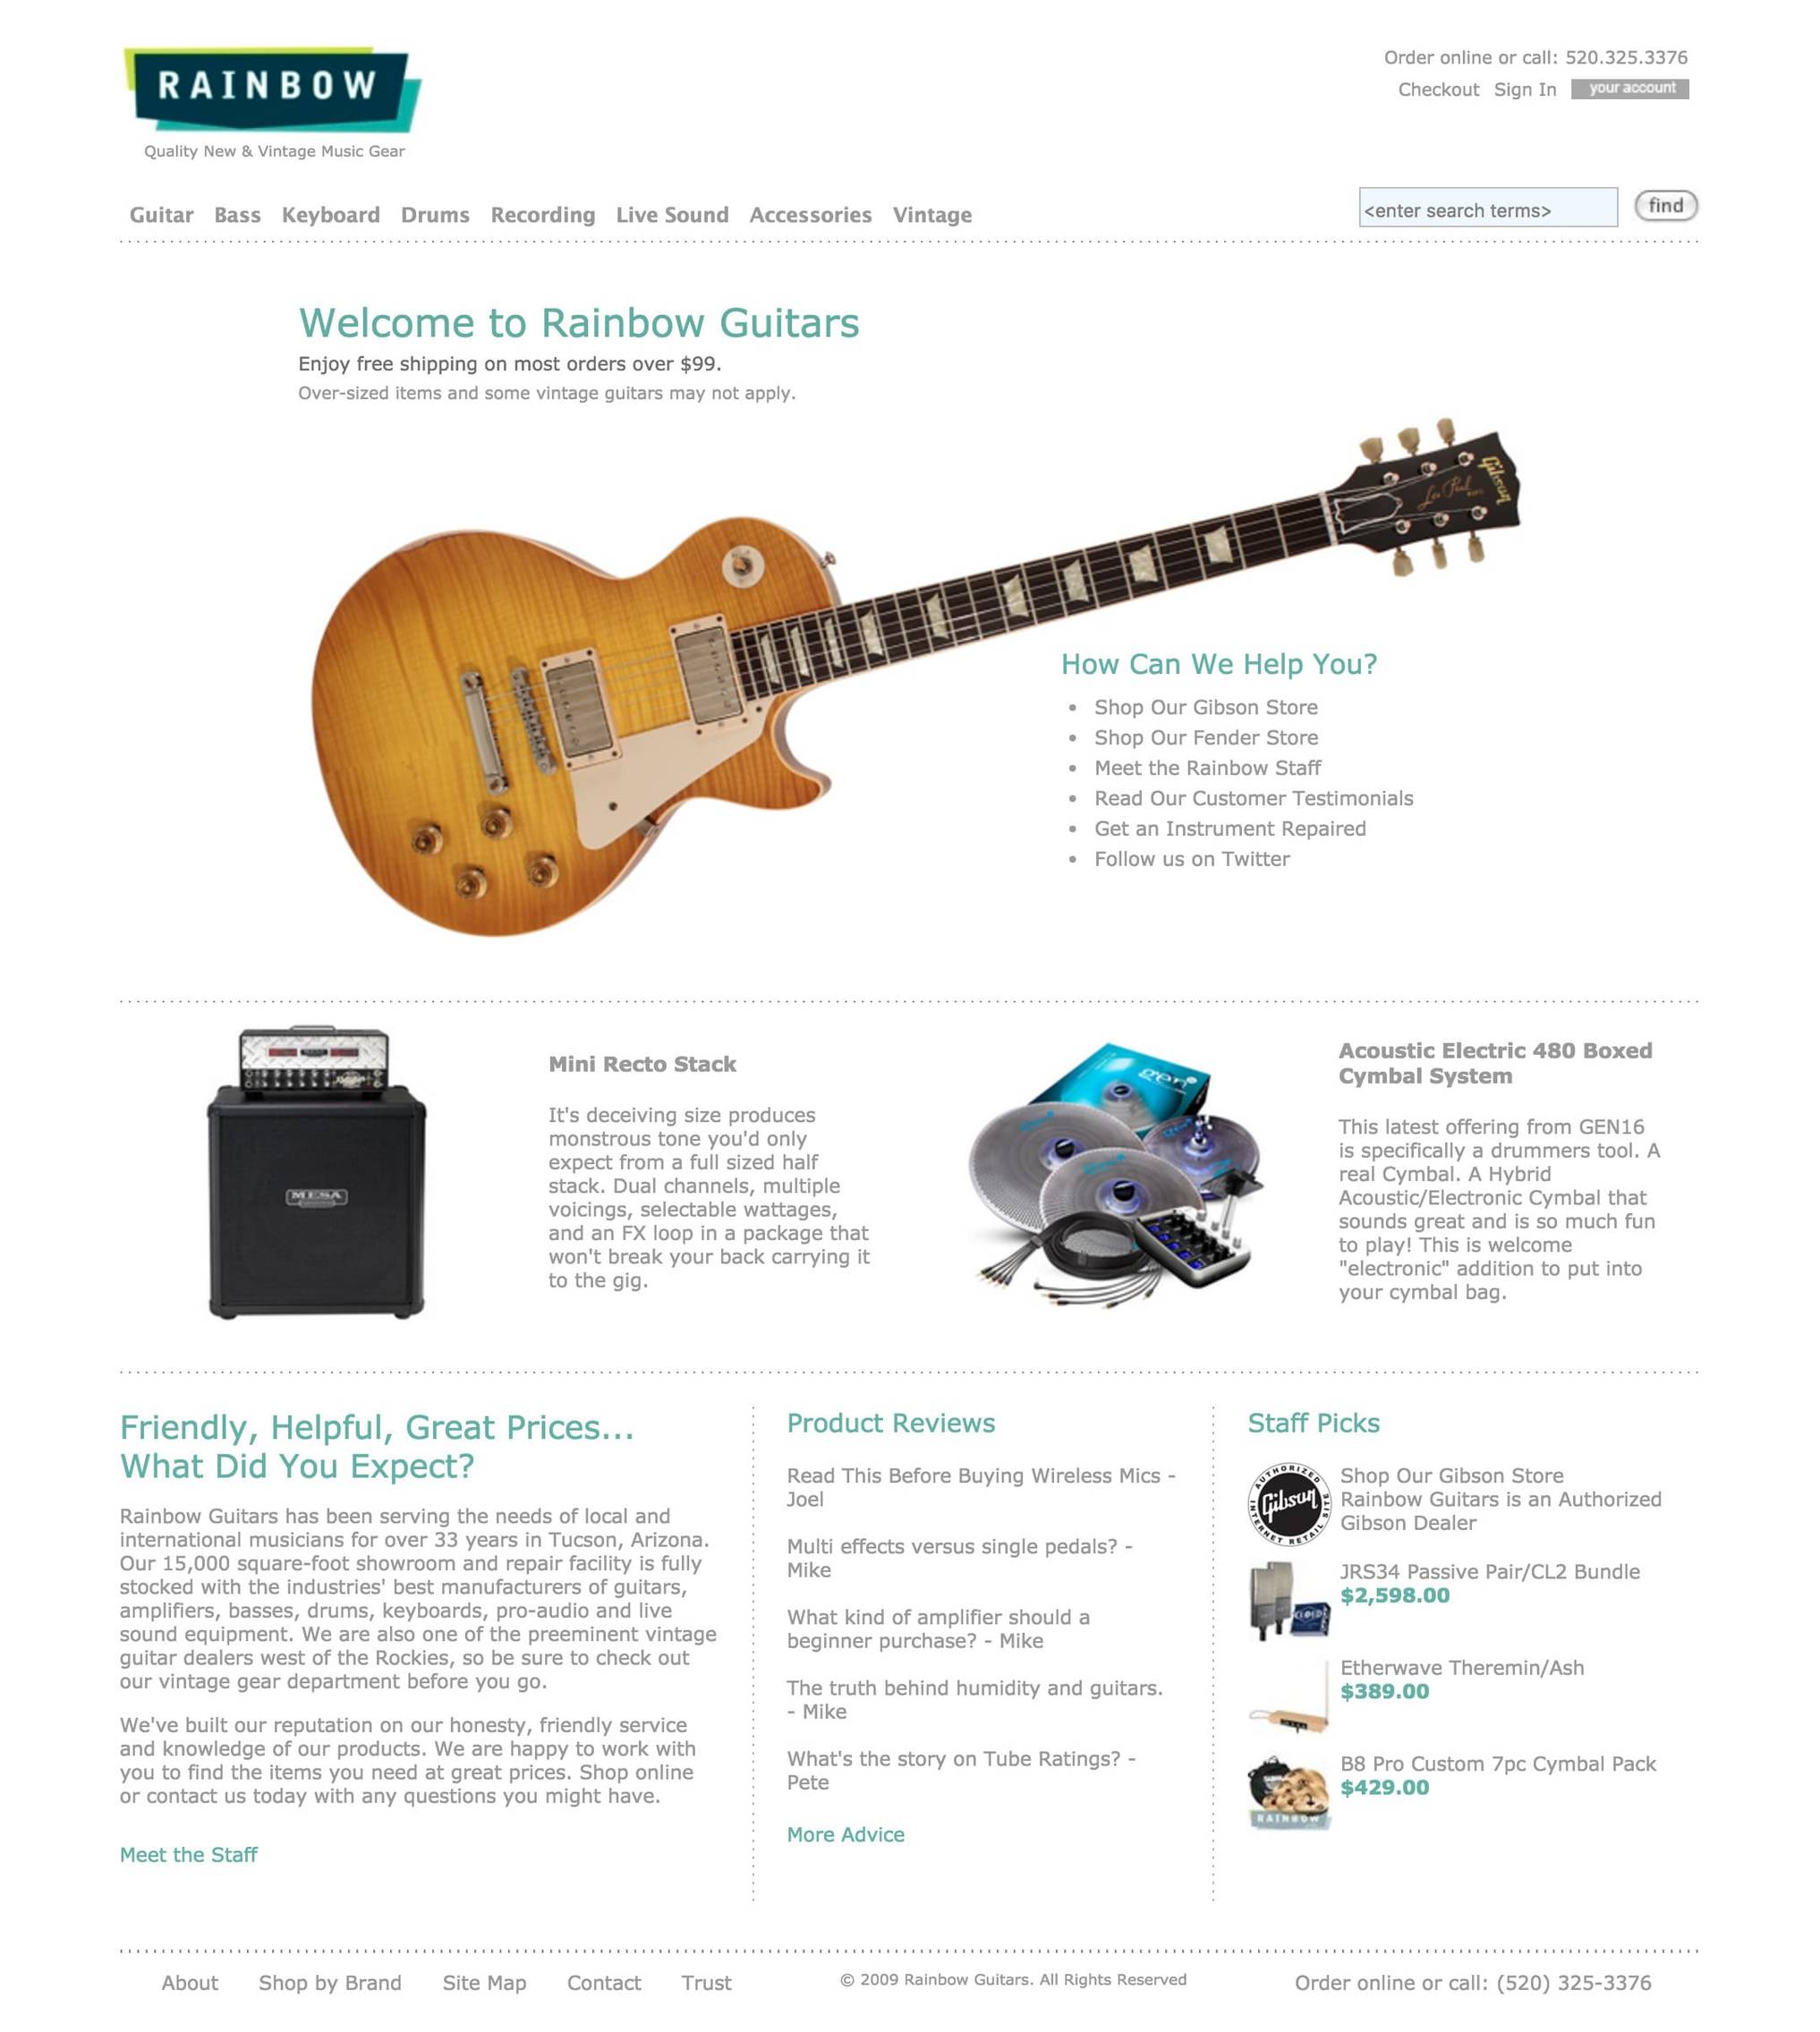 RAINBOW
Quality New & Vintage Music Gear
Order online or call: 520.325.3376
Checkout Sign In your account
Guitar Bass Keyboard Drums Recording Live Sound Accessories Vintage
<enter search terms> find
Welcome to Rainbow Guitars
Enjoy free shipping on most orders over $99.
Over-sized items and some vintage guitars may not apply.
Gibson
Les Paul
How Can We Help You?
• Shop Our Gibson Store
• Shop Our Fender Store
• Meet the Rainbow Staff
• Read Our Customer Testimonials
• Get an Instrument Repaired
• Follow us on Twitter
MESA
Mini Recto Stack
It's deceiving size produces
monstrous tone you'd only
expect from a full sized half
stack. Dual channels, multiple
voicings, selectable wattages,
and an FX loop in a package that
won't break your back carrying it
to the gig.
gen
Acoustic Electric 480 Boxed
Cymbal System
This latest offering from GEN16
is specifically a drummers tool. A
real Cymbal. A Hybrid
Acoustic/Electronic Cymbal that
sounds great and is so much fun
to play! This is welcome
"electronic" addition to put into
your cymbal bag.
Friendly, Helpful, Great Prices...
What Did You Expect?
Rainbow Guitars has been serving the needs of local and
international musicians for over 33 years in Tucson, Arizona.
Our 15,000 square-foot showroom and repair facility is fully
stocked with the industries' best manufacturers of guitars,
amplifiers, basses, drums, keyboards, pro-audio and live
sound equipment. We are also one of the preeminent vintage
guitar dealers west of the Rockies, so be sure to check out
our vintage gear department before you go.
We've built our reputation on our honesty, friendly service
and knowledge of our products. We are happy to work with
you to find the items you need at great prices. Shop online
or contact us today with any questions you might have.
Meet the Staff
Product Reviews
Read This Before Buying Wireless Mics -
Joel
Multi effects versus single pedals? -
Mike
What kind of amplifier should a
beginner purchase? - Mike
The truth behind humidity and guitars.
- Mike
What's the story on Tube Ratings? -
Pete
More Advice
Staff Picks
AUTHORIZED
Gibson
INTERNET RETAIL SITE
Shop Our Gibson Store
Rainbow Guitars is an Authorized
Gibson Dealer
CLOUD
JRS34 Passive Pair/CL2 Bundle
$2,598.00
Etherwave Theremin/Ash
$389.00
RAINBOW
B8 Pro Custom 7pc Cymbal Pack
$429.00
About Shop by Brand Site Map Contact Trust
© 2009 Rainbow Guitars. All Rights Reserved
Order online or call: (520) 325-3376